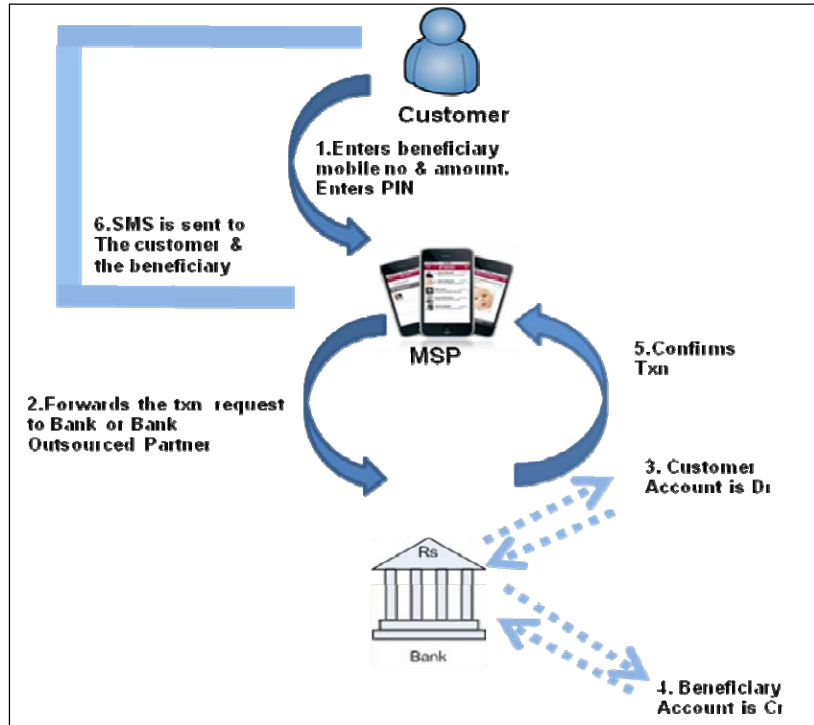 Customer
1.Enters beneficiary
mobile no & amount.
Enters PIN
6.SMS is sent to
The customer &
the beneficiary
MSP
5.Confirms
Txn
2.Forwards the txn request
to Bank or Bank
Outsourced Partner
3. Customer
Account is Dr
Rs
Bank
4. Beneficiary
Account is Cr